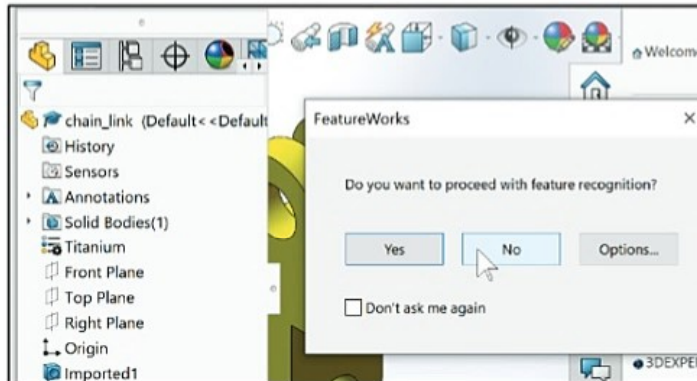 Welcome
chain_link (Default<<Default
History
Sensors
Annotations
Solid Bodies(1)
Titanium
Front Plane
Top Plane
Right Plane
Origin
Imported1
FeatureWorks
Do you want to proceed with feature recognition?
Yes
No
Options...
Don't ask me again
3DEXPE